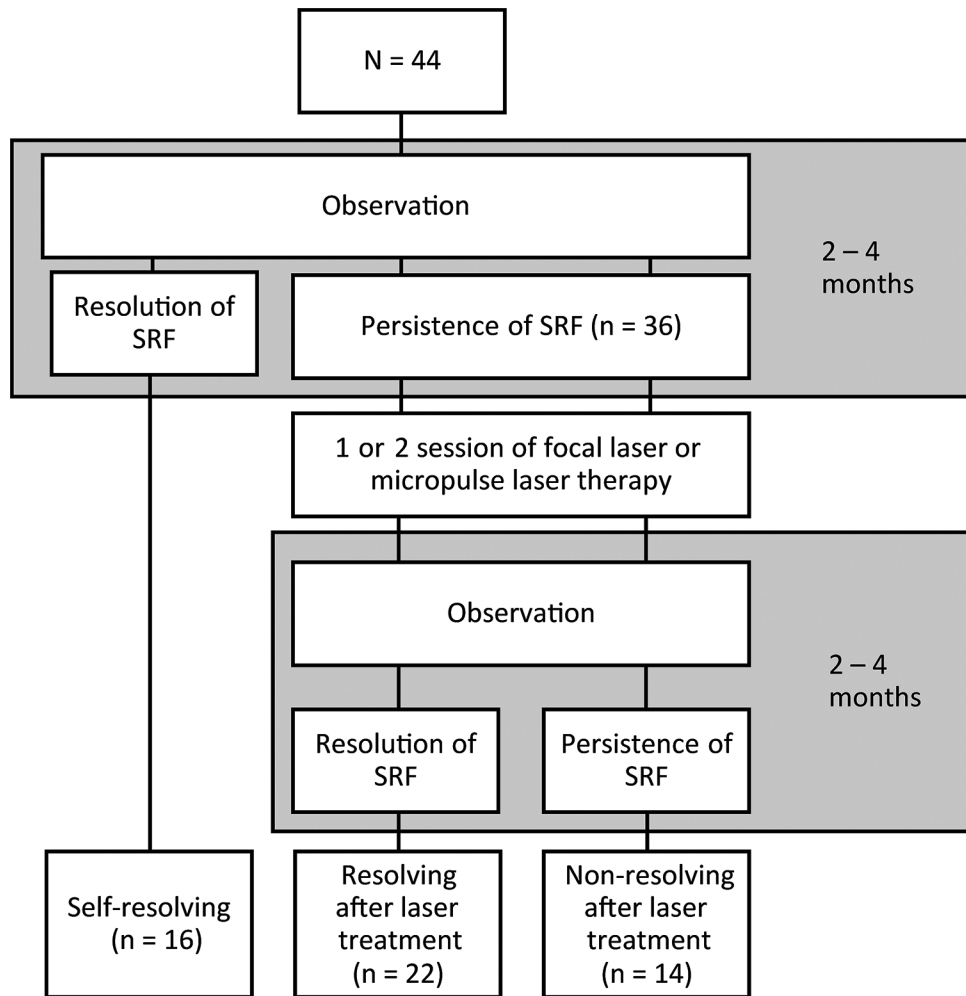 N = 44
Observation
2 – 4
months
Resolution of
SRF
Persistence of SRF (n = 36)
1 or 2 session of focal laser or
micropulse laser therapy
Observation
2 – 4
months
Resolution of
SRF
Persistence of
SRF
Self-resolving
(n = 16)
Resolving
after laser
treatment
(n = 22)
Non-resolving
after laser
treatment
(n = 14)